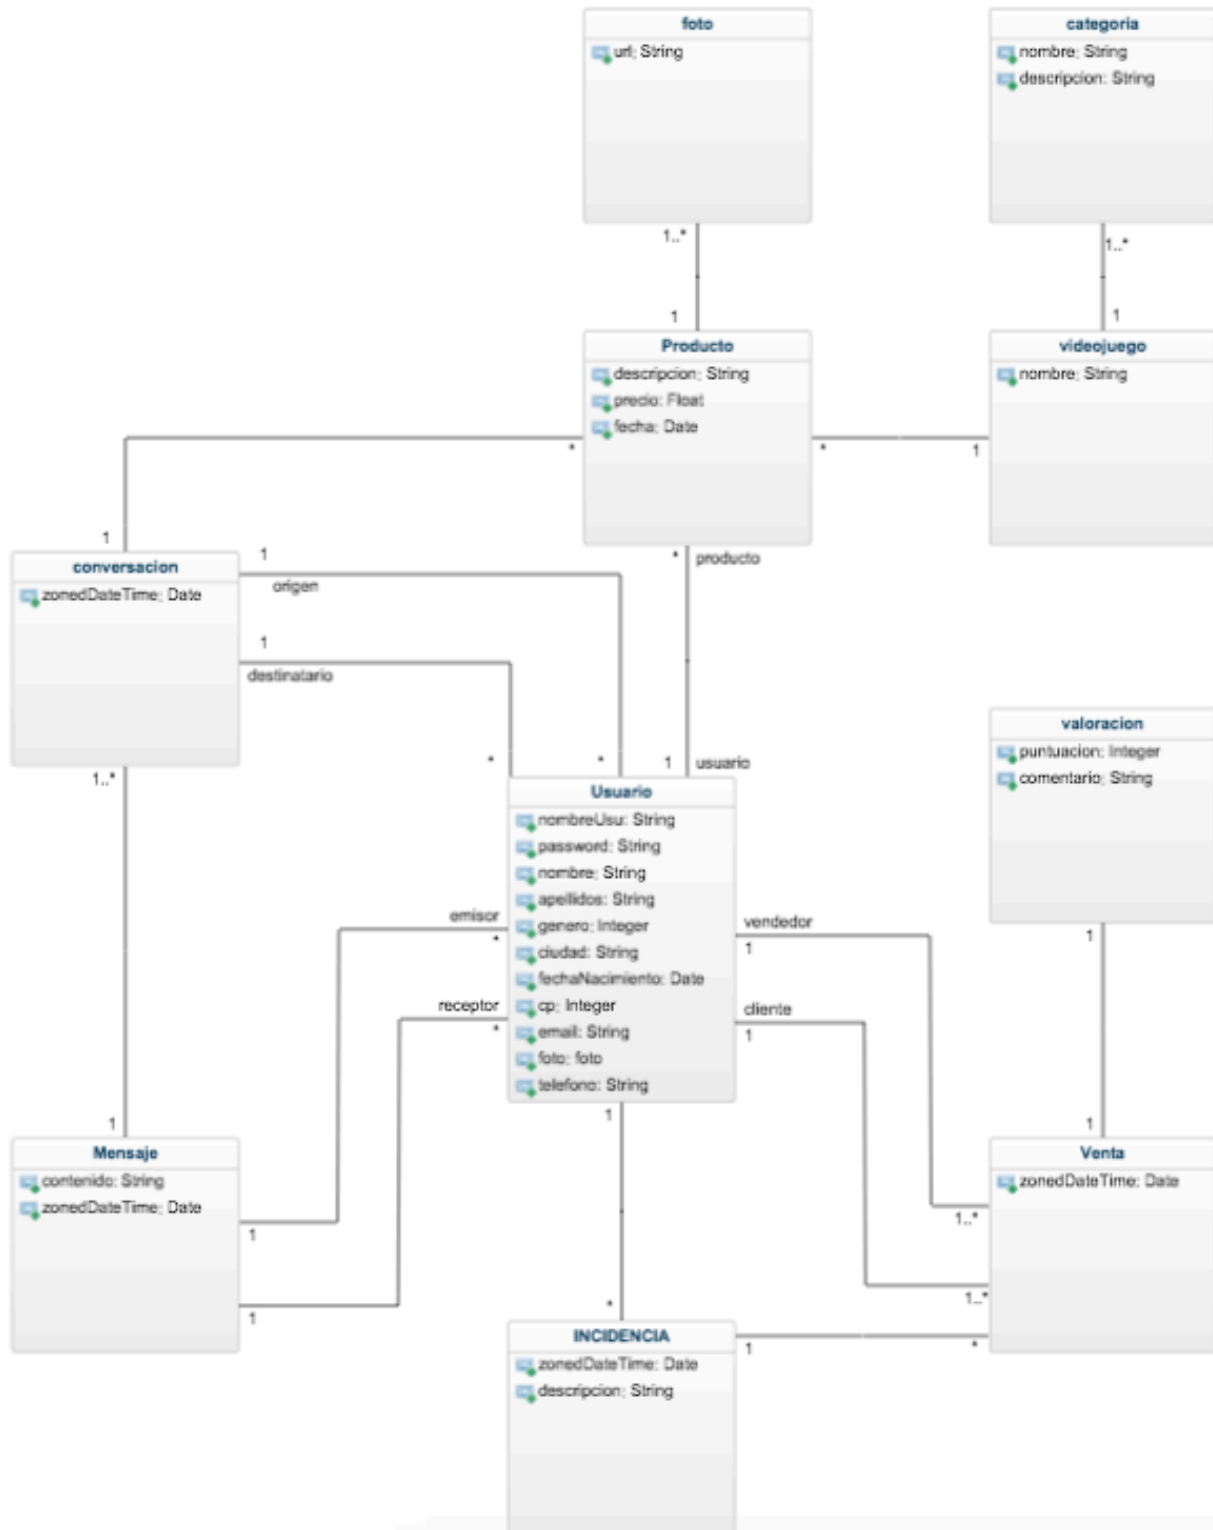 foto
url: String
categoria
nombre: String
descripcion: String
1..*
1..*
1
1
Producto
descripcion: String
precio: Float
fecha: Date
videojuego
nombre: String
*
*
1
1
conversacion
zonedDateTime: Date
1
origen
* producto
1
destinatario
*
*
1 usuario
valoracion
puntuacion: Integer
comentario: String
1..*
Usuario
nombreUsu: String
password: String
nombre: String
apellidos: String
genero: Integer
ciudad: String
fechaNacimiento: Date
cp: Integer
email: String
foto: foto
telefono: String
emisor
*
vendedor
1
1
receptor
*
cliente
1
1
1
1
Mensaje
contenido: String
zonedDateTime: Date
Venta
zonedDateTime: Date
1
1..*
1
1..*
*
INCIDENCIA
zonedDateTime: Date
descripcion: String
1
*